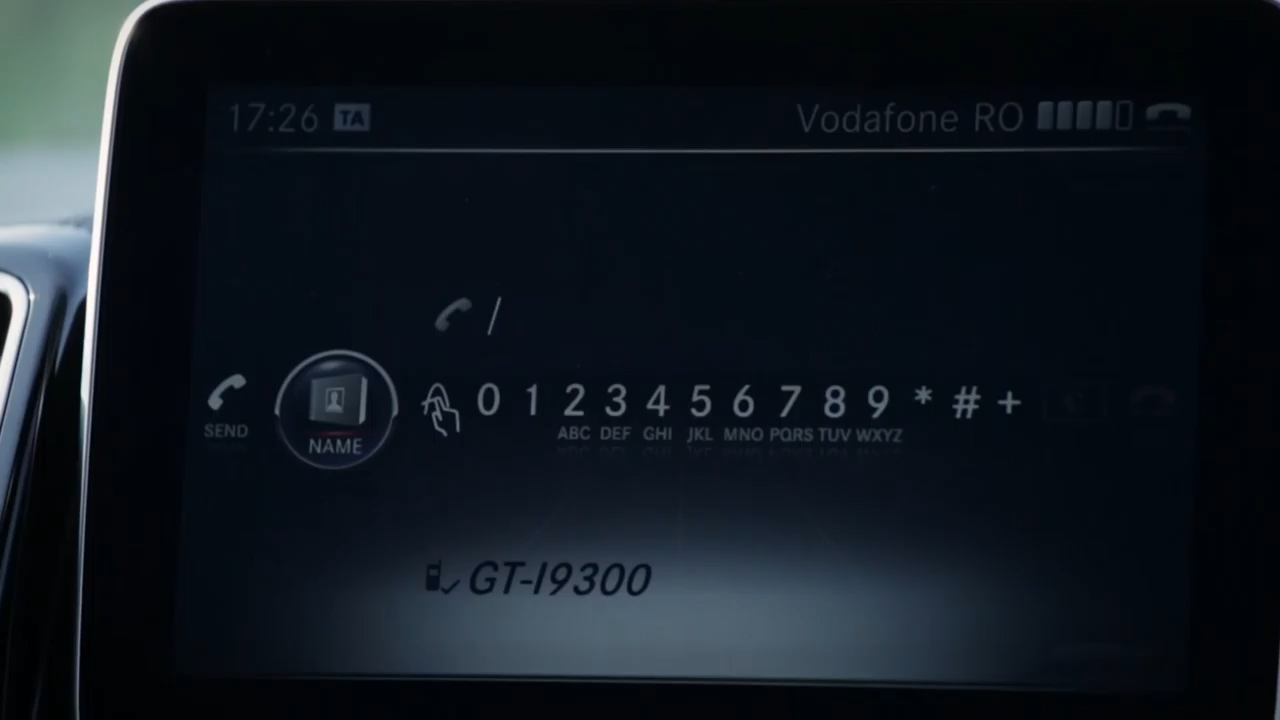 17:26 TA Vodafone RO
/
SEND
NAME
0 1 2 3 4 5 6 7 8 9 * # +
ABC DEF GHI JKL MNO PQRS TUV WXYZ
GT-I9300